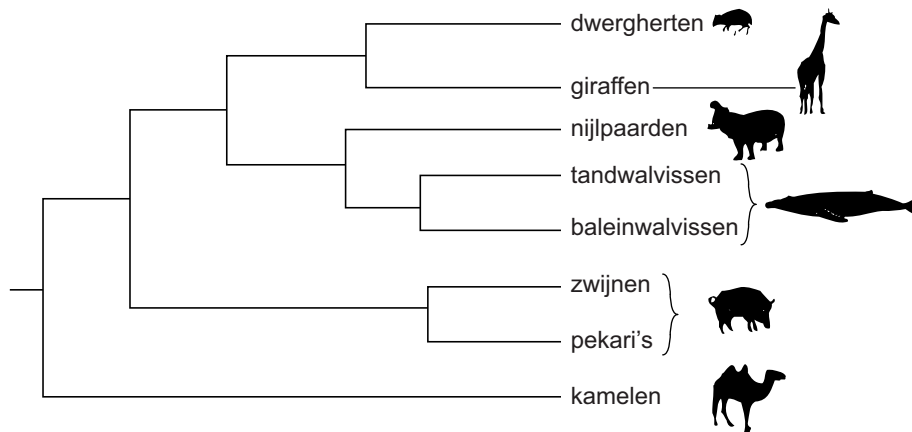 dwergherten
giraffen
nijlpaarden
tandwalvissen
baleinwalvissen
zwijnen
pekari’s
kamelen